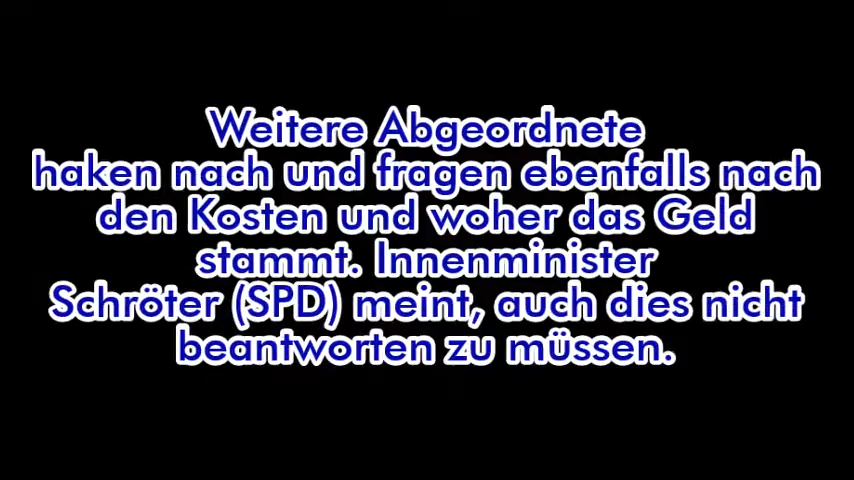 Weitere Abgeordnete
haken nach und fragen ebenfalls nach
den Kosten und woher das Geld
stammt. Innenminister
Schröter (SPD) meint, auch dies nicht
beantworten zu müssen.